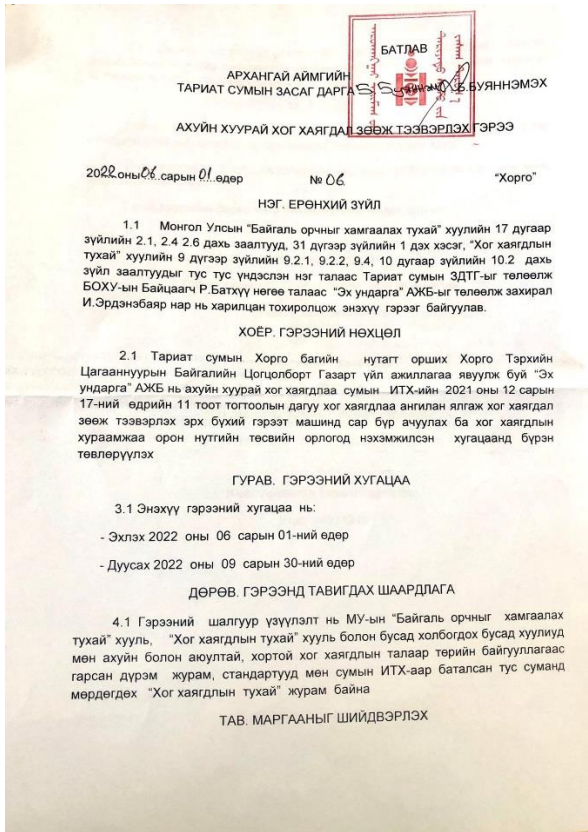 БАТЛАВ
АРХАНГАЙ АЙМГИЙН
ТАРИАТ СУМЫН ЗАСАГ ДАРГА Б.БУЯННЭМЭХ
АХУЙН ХУУРАЙ ХОГ ХАЯГДАЛ ЗӨӨЖ ТЭЭВЭРЛЭХ ГЭРЭЭ
2022 оны 06 сарын 01 өдөр № 06 "Хорго"
НЭГ. ЕРӨНХИЙ ЗҮЙЛ
1.1 Монгол Улсын "Байгаль орчныг хамгаалах тухай" хуулийн 17 дугаар
зүйлийн 2.1, 2.4 2.6 дахь заалтууд, 31 дүгээр зүйлийн 1 дэх хэсэг, "Хог хаягдлын
тухай" хуулийн 9 дүгээр зүйлийн 9.2.1, 9.2.2, 9.4, 10 дугаар зүйлийн 10.2 дахь
зүйл заалтуудыг тус тус үндэслэн нэг талаас Тариат сумын ЗДТГ-ыг төлөөлж
БОХУ-ын Байцаагч Р.Батхүү нөгөө талаас "Эх ундарга" АЖБ-ыг төлөөлж захирал
И.Эрдэнэбаяр нар нь харилцан тохиролцож энэхүү гэрээг байгуулав.
ХОЁР. ГЭРЭЭНИЙ НӨХЦӨЛ
2.1 Тариат сумын Хорго багийн нутагт орших Хорго Тэрхийн
Цагааннуурын Байгалийн Цогцолборт Газарт үйл ажиллагаа явуулж буй "Эх
ундарга" АЖБ нь ахуйн хуурай хог хаягдлаа сумын ИТХ-ийн 2021 оны 12 сарын
17-ний өдрийн 11 тоот тогтоолын дагуу хог хаягдлаа ангилан ялгаж хог хаягдал
зөөж тээвэрлэх эрх бүхий гэрээт машинд сар бүр ачуулах ба хог хаягдлын
хураамжаа орон нутгийн төсвийн орлогод нэхэмжилсэн хугацаанд бүрэн
төвлөрүүлэх
ГУРАВ. ГЭРЭЭНИЙ ХУГАЦАА
3.1 Энэхүү гэрээний хугацаа нь:
- Эхлэх 2022 оны 06 сарын 01-ний өдөр
- Дуусах 2022 оны 09 сарын 30-ний өдөр
ДӨРӨВ. ГЭРЭЭНД ТАВИГДАХ ШААРДЛАГА
4.1 Гэрээний шалгуур үзүүлэлт нь МУ-ын "Байгаль орчныг хамгаалах
тухай" хууль, "Хог хаягдлын тухай" хууль болон бусад холбогдох бусад хуулиуд
мөн ахуйн болон аюултай, хортой хог хаягдлын талаар төрийн байгууллагаас
гарсан дүрэм журам, стандартууд мөн сумын ИТХ-аар баталсан тус суманд
мөрдөгдөх "Хог хаягдлын тухай" журам байна
ТАВ. МАРГААНЫГ ШИЙДВЭРЛЭХ